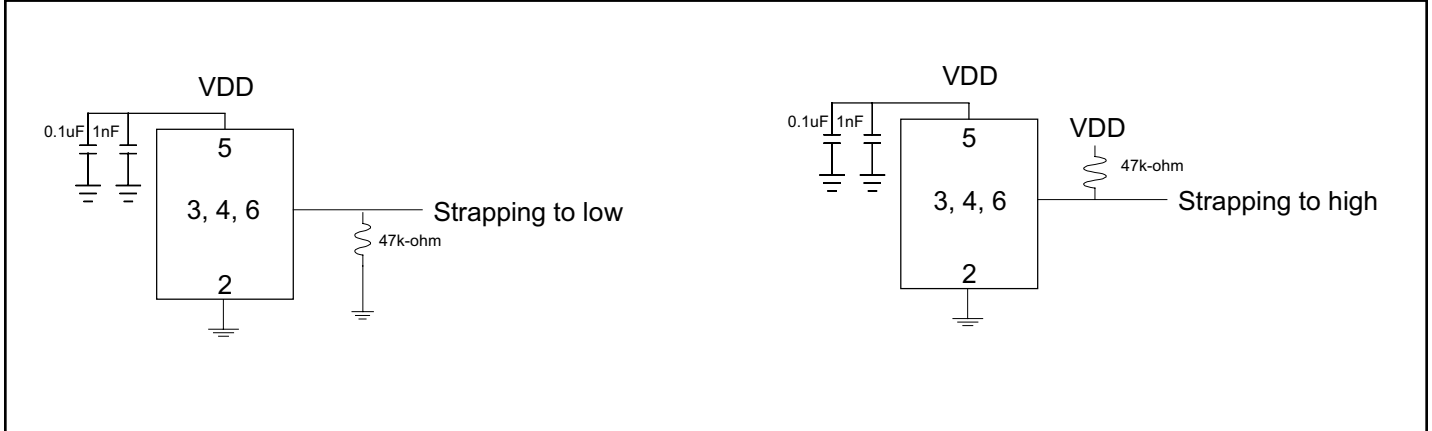 VDD
0.1uF 1nF
5
3, 4, 6
Strapping to low
47k-ohm
2
VDD
0.1uF 1nF
5
VDD
47k-ohm
3, 4, 6
Strapping to high
2